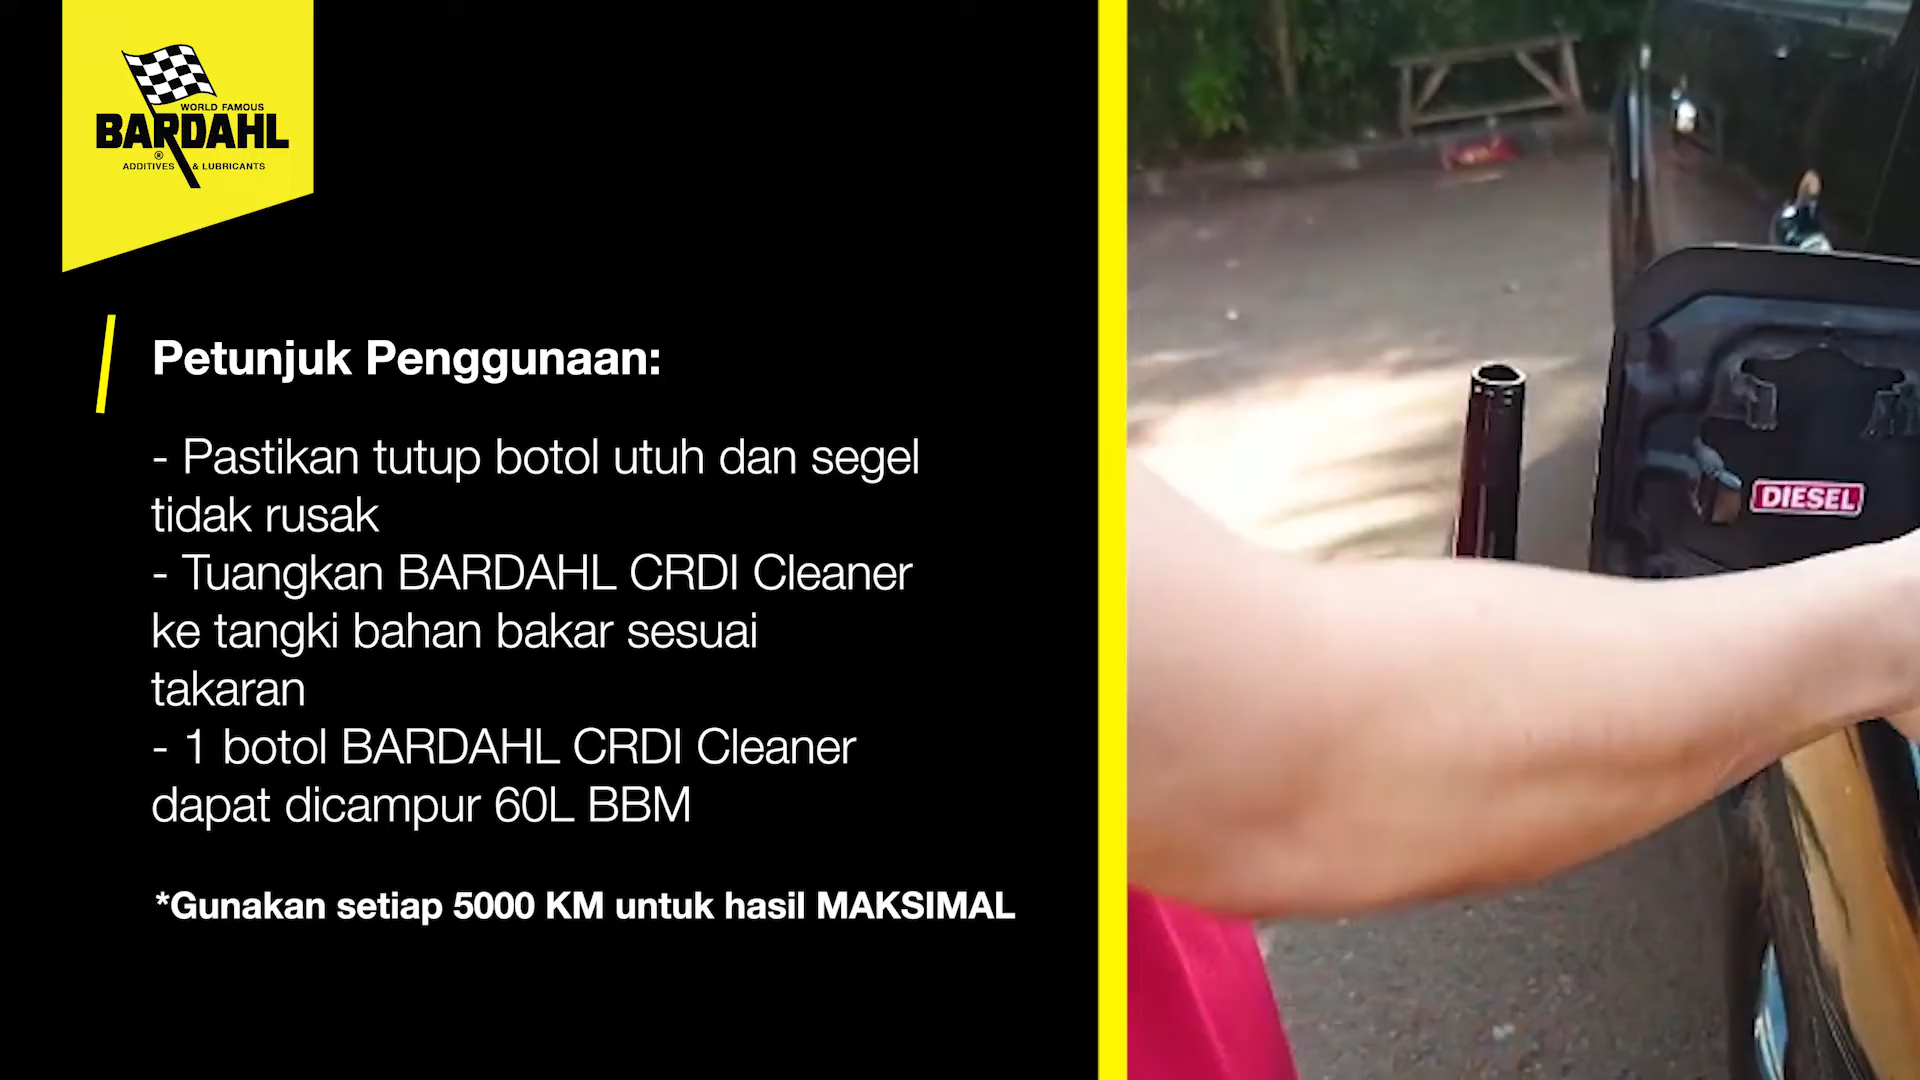 WORLD FAMOUS
BARDAHL
®
ADDITIVES & LUBRICANTS
Petunjuk Penggunaan:
- Pastikan tutup botol utuh dan segel
tidak rusak
- Tuangkan BARDAHL CRDI Cleaner
ke tangki bahan bakar sesuai
takaran
- 1 botol BARDAHL CRDI Cleaner
dapat dicampur 60L BBM
*Gunakan setiap 5000 KM untuk hasil MAKSIMAL
DIESEL